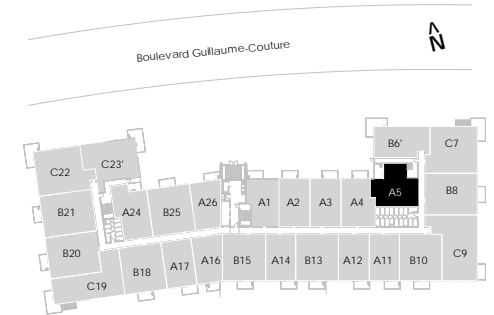 Boulevard Guillaume-Couture
N
B6'
C7
C23'
C22
A5
B8
A24
B25
A26
A1
A2
A3
A4
B21
B20
C19
B18
A17
A16
B15
A14
B13
A12
A11
B10
C9